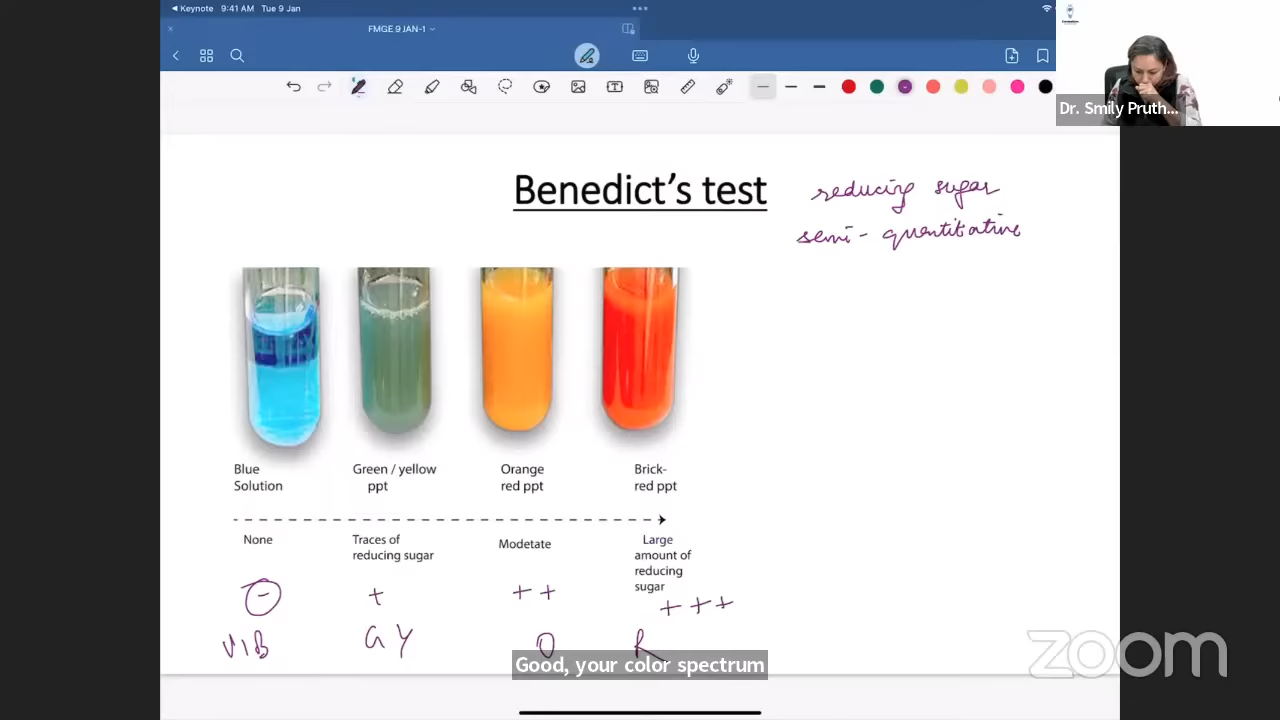 Keynote 9:41 AM Tue 9 Jan
FMGE 9 JAN-1
Dr. Smily Pruth...
Benedict's test
reducing sugar
semi-quantitative
Blue Solution
Green / yellow ppt
Orange red ppt
Brick-red ppt
None
Traces of reducing sugar
Modetate
Large amount of reducing sugar
-
+
++
+++
VIB
G Y
O
R
Good, your color spectrum
zoom